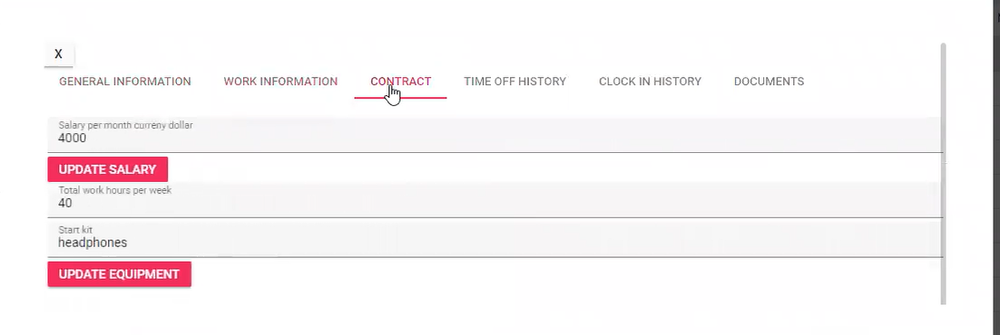 X
GENERAL INFORMATION WORK INFORMATION CONTRACT TIME OFF HISTORY CLOCK IN HISTORY DOCUMENTS
Salary per month curreny dollar
4000
UPDATE SALARY
Total work hours per week
40
Start kit
headphones
UPDATE EQUIPMENT